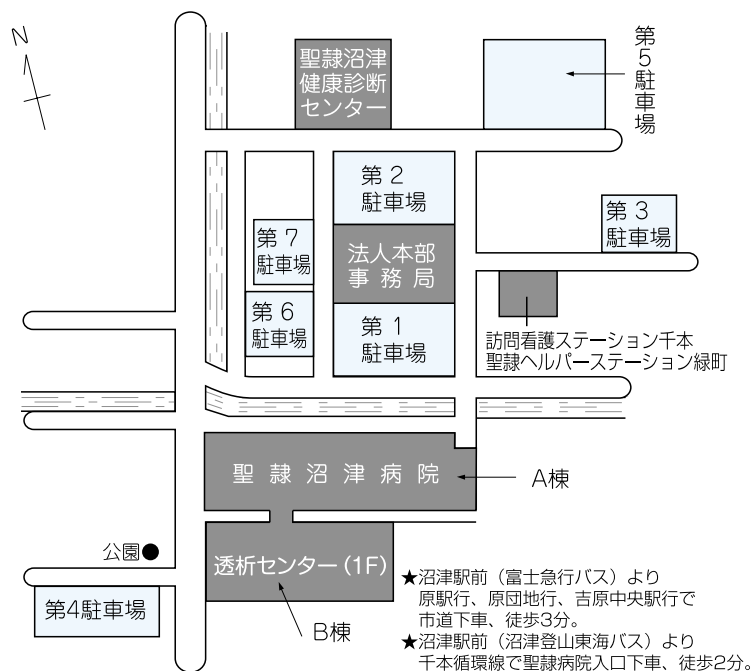 N
聖隷沼津
健康診断
センター
第5駐車場
第2
駐車場
第3
駐車場
第7
駐車場
法人本部
事務局
第6
駐車場
第1
駐車場
訪問看護ステーション千本
聖隷ヘルパーステーション緑町
聖隷沼津病院
A棟
公園
透析センター(1F)
第4駐車場
B棟
★沼津駅前（富士急行バス）より
原駅行、原団地行、吉原中央駅行で
市道下車、徒歩3分。
★沼津駅前（沼津登山東海バス）より
千本循環線で聖隷病院入口下車、徒歩2分。